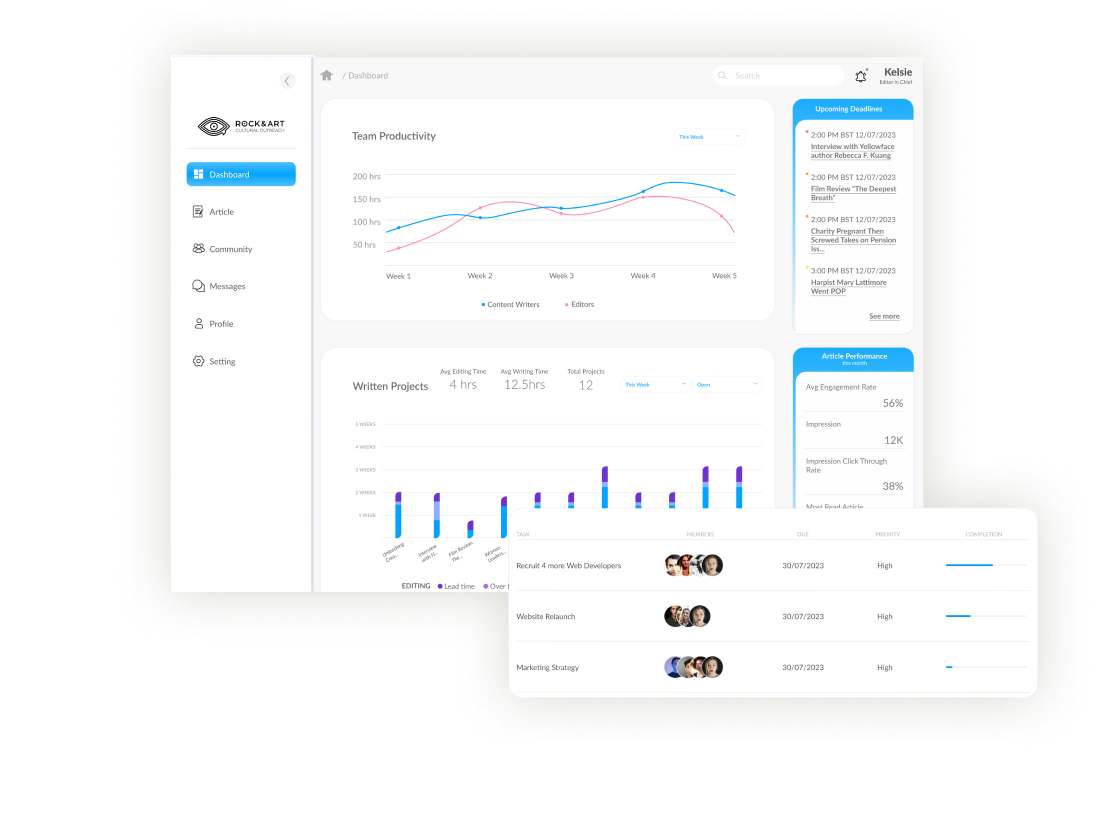 / Dashboard
Search
Kelsie
Editor in Chief
ROCK&ART
CULTURAL OUTREACH
Dashboard
Article
Community
Messages
Profile
Setting
Team Productivity
This Week
200 hrs
150 hrs
100 hrs
50 hrs
Week 1
Week 2
Week 3
Week 4
Week 5
Content Writers
Editors
Upcoming Deadlines
2:00 PM BST 12/07/2023
Interview with Yellowface
author Rebecca F. Kuang
2:00 PM BST 12/07/2023
Film Review "The Deepest
Breath"
2:00 PM BST 12/07/2023
Charity Pregnant Then
Screwed Takes on Pension
Iss...
3:00 PM BST 12/07/2023
Harpist Mary Lattimore
Went POP
See more
Written Projects
Avg Editing Time
4 hrs
Avg Writing Time
12.5hrs
Total Projects
12
This Week
Open
5 WEEKS
4 WEEKS
3 WEEKS
2 WEEKS
1 WEEK
Unleashing
Crea...
Interview
with Fi...
Film Review:
The...
Women
Leaders...
EDITING
Lead time
Over t
Article Performance
this month
Avg Engagement Rate
56%
Impression
12K
Impression Click Through
Rate
38%
Most Read Article
TASK
MEMBERS
DUE
PRIORITY
COMPLETION
Recruit 4 more Web Developers
30/07/2023
High
Website Relaunch
30/07/2023
High
Marketing Strategy
30/07/2023
High